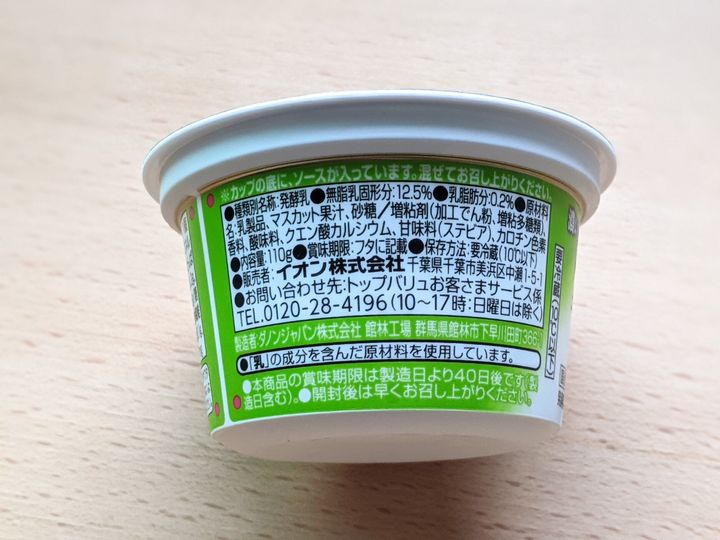 ※カップの底に、ソースが入っています。混ぜてお召し上がりください。
●種類別名称:発酵乳●無脂乳固形分:12.5%●乳脂肪分:0.2%●原材料
名:乳製品、マスカット果汁、砂糖/増粘剤(加工でん粉、増粘多糖類)、
香料、酸味料、クエン酸カルシウム、甘味料(ステビア)、カロチン色素
●内容量:110g●賞味期限:フタに記載●保存方法:要冷蔵(10℃以下)
●販売者:イオン株式会社 千葉県千葉市美浜区中瀬1-5-1
●お問い合わせ先:トップバリュお客さまサービス係
TEL.0120-28-4196(10～17時:日曜日は除く)
製造者:ダノンジャパン株式会社 館林工場 群馬県館林市下早川田町366
●「乳」の成分を含んだ原材料を使用しています。
●本商品の賞味期限は製造日より40日後です(製
造日含む)。●開封後は早くお召し上がりください。
要冷蔵(10℃以下)